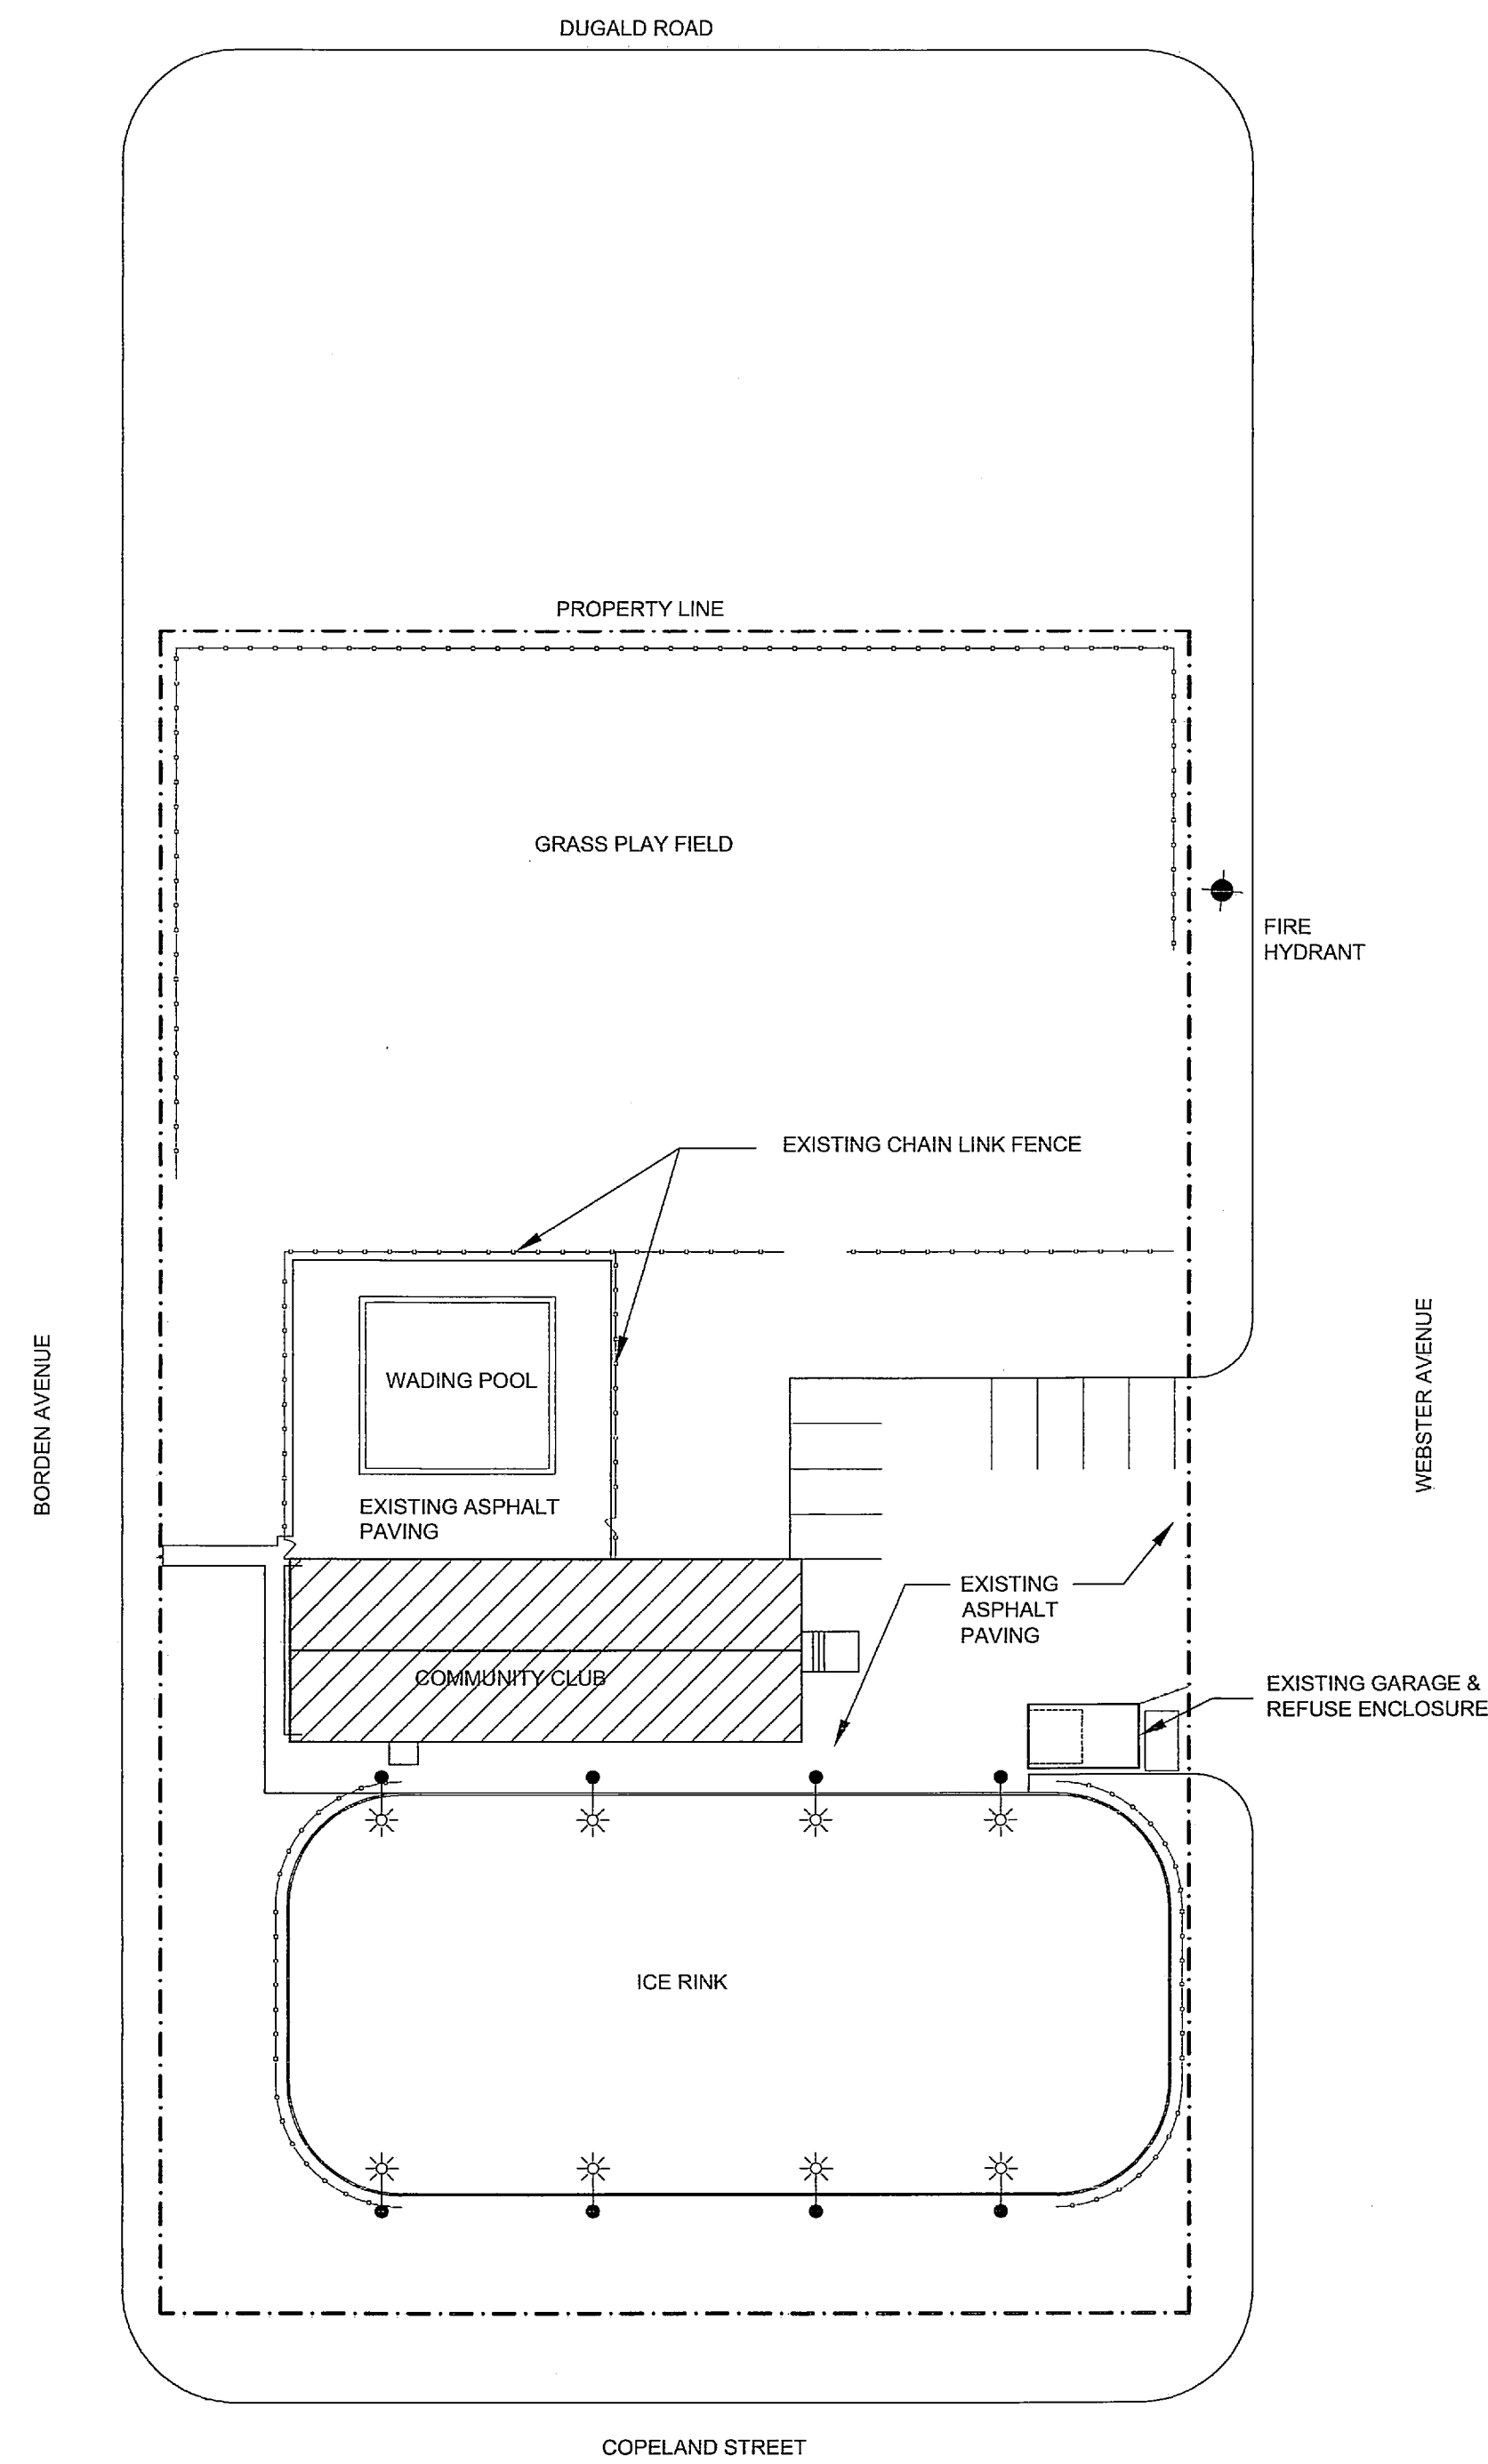 DUGALD ROAD
PROPERTY LINE
GRASS PLAY FIELD
FIRE
HYDRANT
EXISTING CHAIN LINK FENCE
WADING POOL
BORDEN AVENUE
WEBSTER AVENUE
EXISTING ASPHALT
PAVING
EXISTING
ASPHALT
PAVING
COMMUNITY CLUB
EXISTING GARAGE &
REFUSE ENCLOSURE
ICE RINK
COPELAND STREET